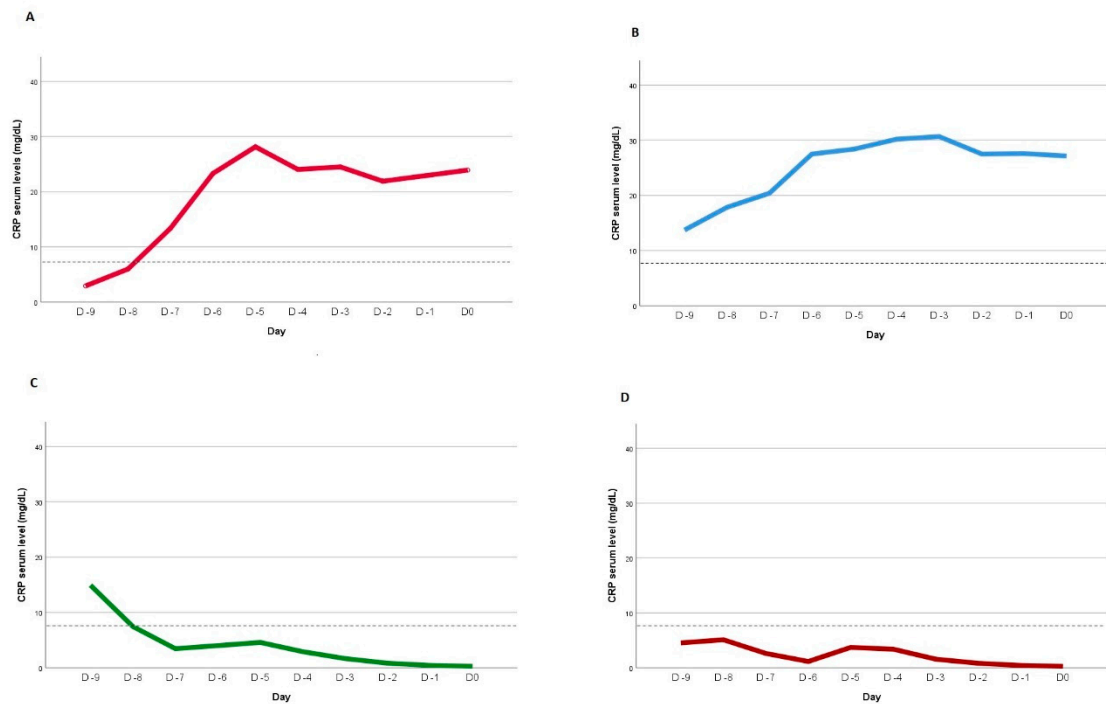 A
CRP serum levels (mg/dL)
40
30
20
10
0
D -9 D -8 D -7 D -6 D -5 D -4 D -3 D -2 D -1 D0
Day
B
CRP serum level (mg/dL)
40
30
20
10
0
D -9 D -8 D -7 D -6 D -5 D -4 D -3 D -2 D -1 D0
Day
C
CRP serum level (mg/dL)
40
30
20
10
0
D -9 D-8 D-7 D-6 D-5 D-4 D-3 D-2 D-1 D0
Day
D
CRP serum level (mg/dL)
40
30
20
10
0
D -9 D -8 D -7 D -6 D -5 D -4 D -3 D -2 D -1 D0
Day